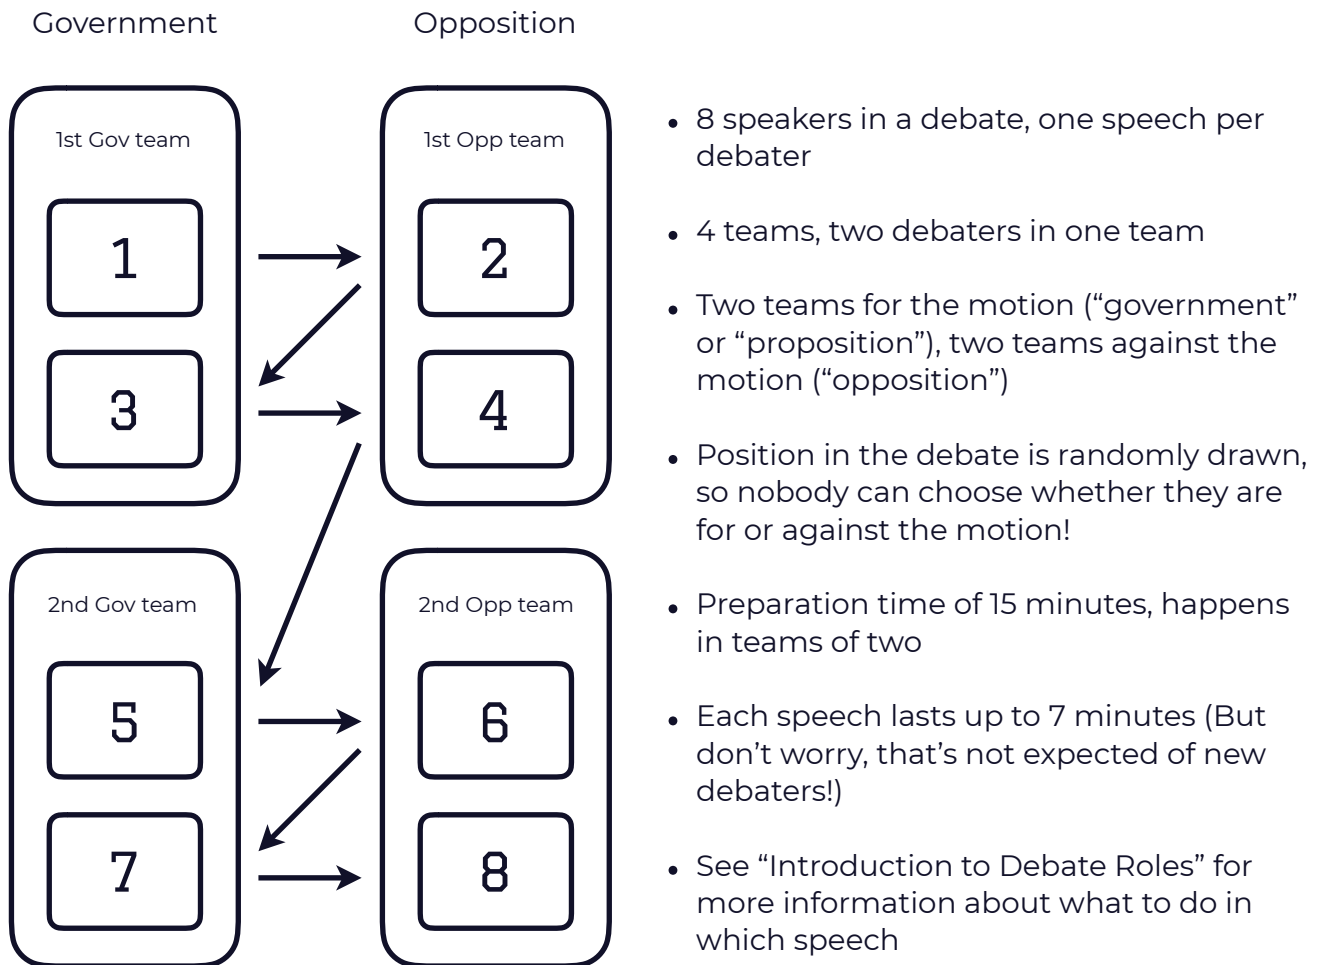 Government
Opposition
1st Gov team
1st Opp team
1
2
3
4
2nd Gov team
2nd Opp team
5
6
7
8
• 8 speakers in a debate, one speech per
debater
• 4 teams, two debaters in one team
• Two teams for the motion (“government”
or “proposition”), two teams against the
motion (“opposition”)
• Position in the debate is randomly drawn,
so nobody can choose whether they are
for or against the motion!
• Preparation time of 15 minutes, happens
in teams of two
• Each speech lasts up to 7 minutes (But
don’t worry, that’s not expected of new
debaters!)
• See “Introduction to Debate Roles” for
more information about what to do in
which speech